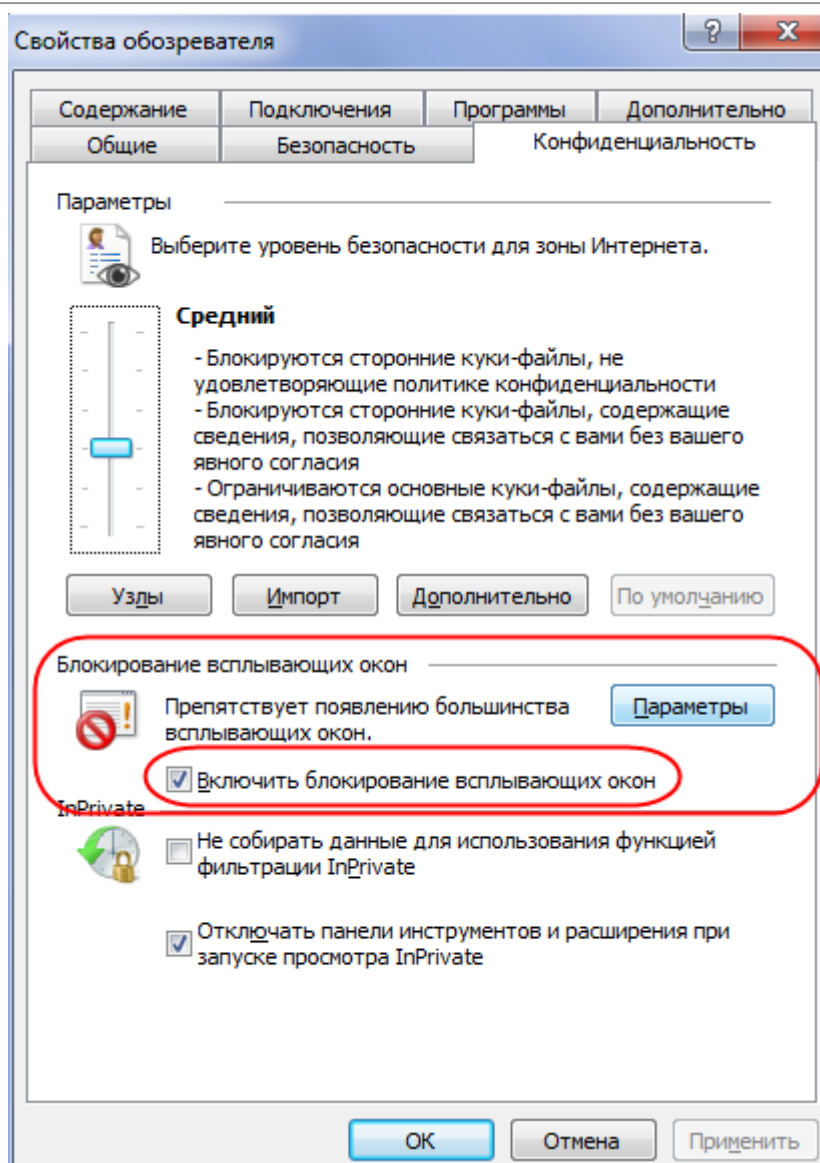 Свойства обозревателя
?
Содержание Подключения Программы Дополнительно
Общие Безопасность Конфиденциальность
Параметры
Выберите уровень безопасности для зоны Интернета.
Средний
- Блокируются сторонние куки-файлы, не
удовлетворяющие политике конфиденциальности
- Блокируются сторонние куки-файлы, содержащие
сведения, позволяющие связаться с вами без вашего
явного согласия
- Ограничиваются основные куки-файлы, содержащие
сведения, позволяющие связаться с вами без вашего
явного согласия
Узлы Импорт Дополнительно По умолчанию
Блокирование всплывающих окон
Препятствует появлению большинства
всплывающих окон.
Параметры
Включить блокирование всплывающих окон
InPrivate
Не собирать данные для использования функцией
фильтрации InPrivate
Отключать панели инструментов и расширения при
запуске просмотра InPrivate
ОК Отмена Применить